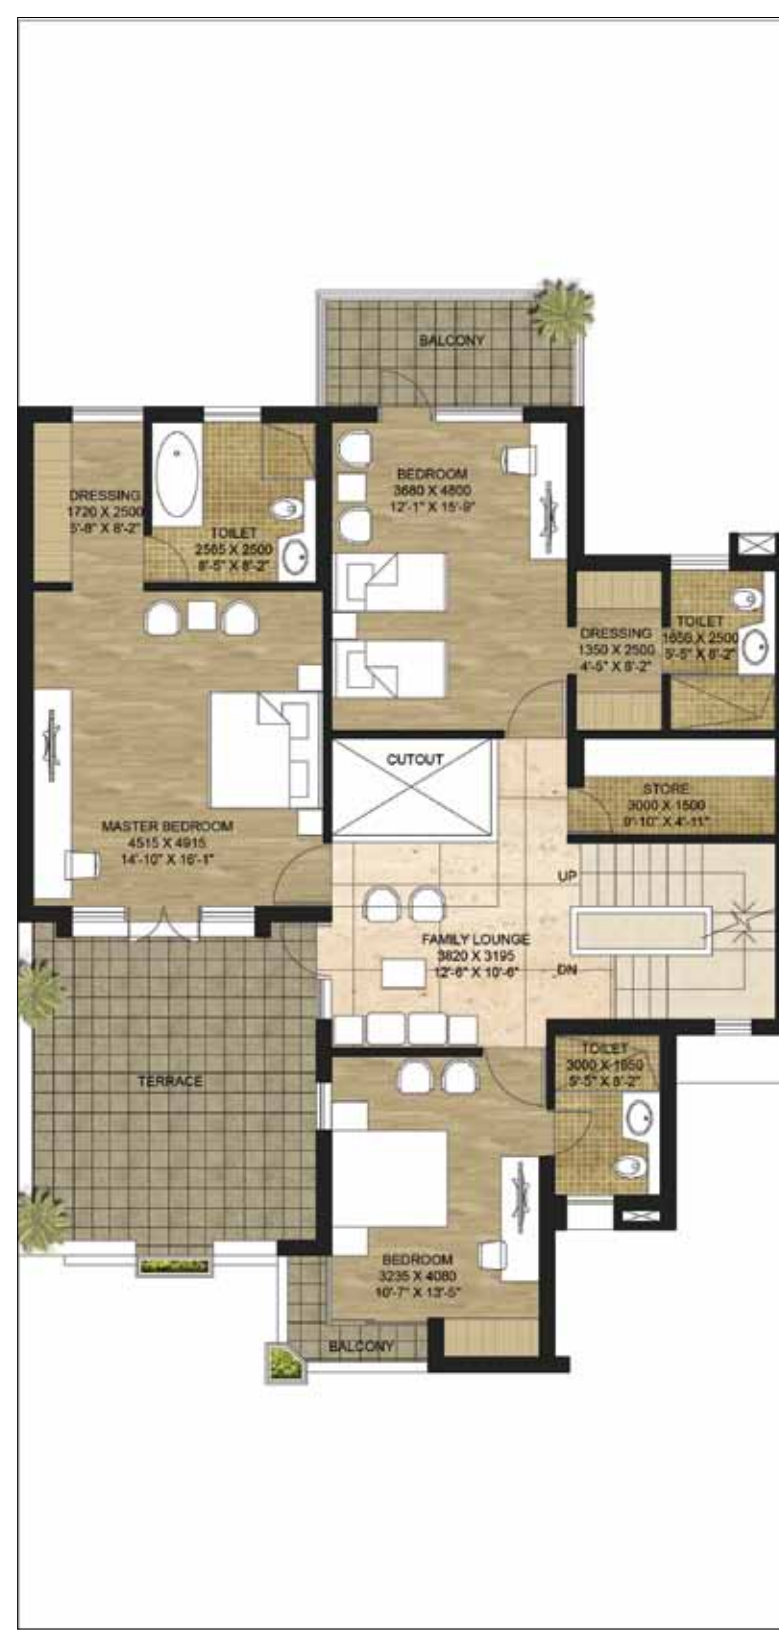 BALCONY
BEDROOM
3680 X 4800
12'-1" X 15'-9"
DRESSING
1720 X 2500
5'-8" X 8'-2"
TOILET
2565 X 2500
8'-5" X 8'-2"
DRESSING
1350 X 2500
4'-5" X 8'-2"
TOILET
1656 X 2500
5'-5" X 8'-2"
CUTOUT
STORE
3000 X 1500
9'-10" X 4'-11"
MASTER BEDROOM
4515 X 4915
14'-10" X 16'-1"
UP
FAMILY LOUNGE
3820 X 3195
12'-6" X 10'-6"
DN
TERRACE
TOILET
3000 X 1650
5'-5" X 8'-2"
BEDROOM
3235 X 4080
10'-7" X 13'-5"
BALCONY